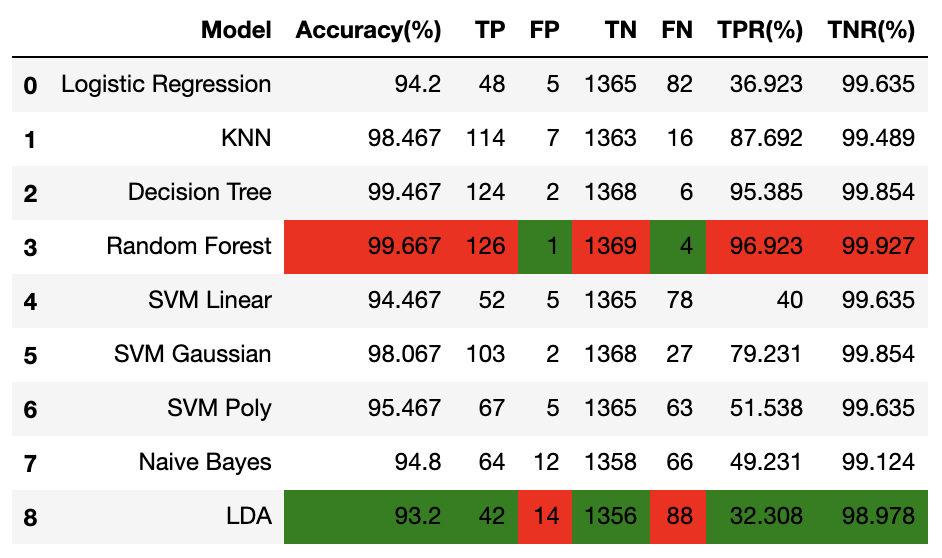 Model Accuracy(%) TP FP TN FN TPR(%) TNR(%)
0 Logistic Regression 94.2 48 5 1365 82 36.923 99.635
1 KNN 98.467 114 7 1363 16 87.692 99.489
2 Decision Tree 99.467 124 2 1368 6 95.385 99.854
3 Random Forest 99.667 126 1 1369 4 96.923 99.927
4 SVM Linear 94.467 52 5 1365 78 40 99.635
5 SVM Gaussian 98.067 103 2 1368 27 79.231 99.854
6 SVM Poly 95.467 67 5 1365 63 51.538 99.635
7 Naive Bayes 94.8 64 12 1358 66 49.231 99.124
8 LDA 93.2 42 14 1356 88 32.308 98.978